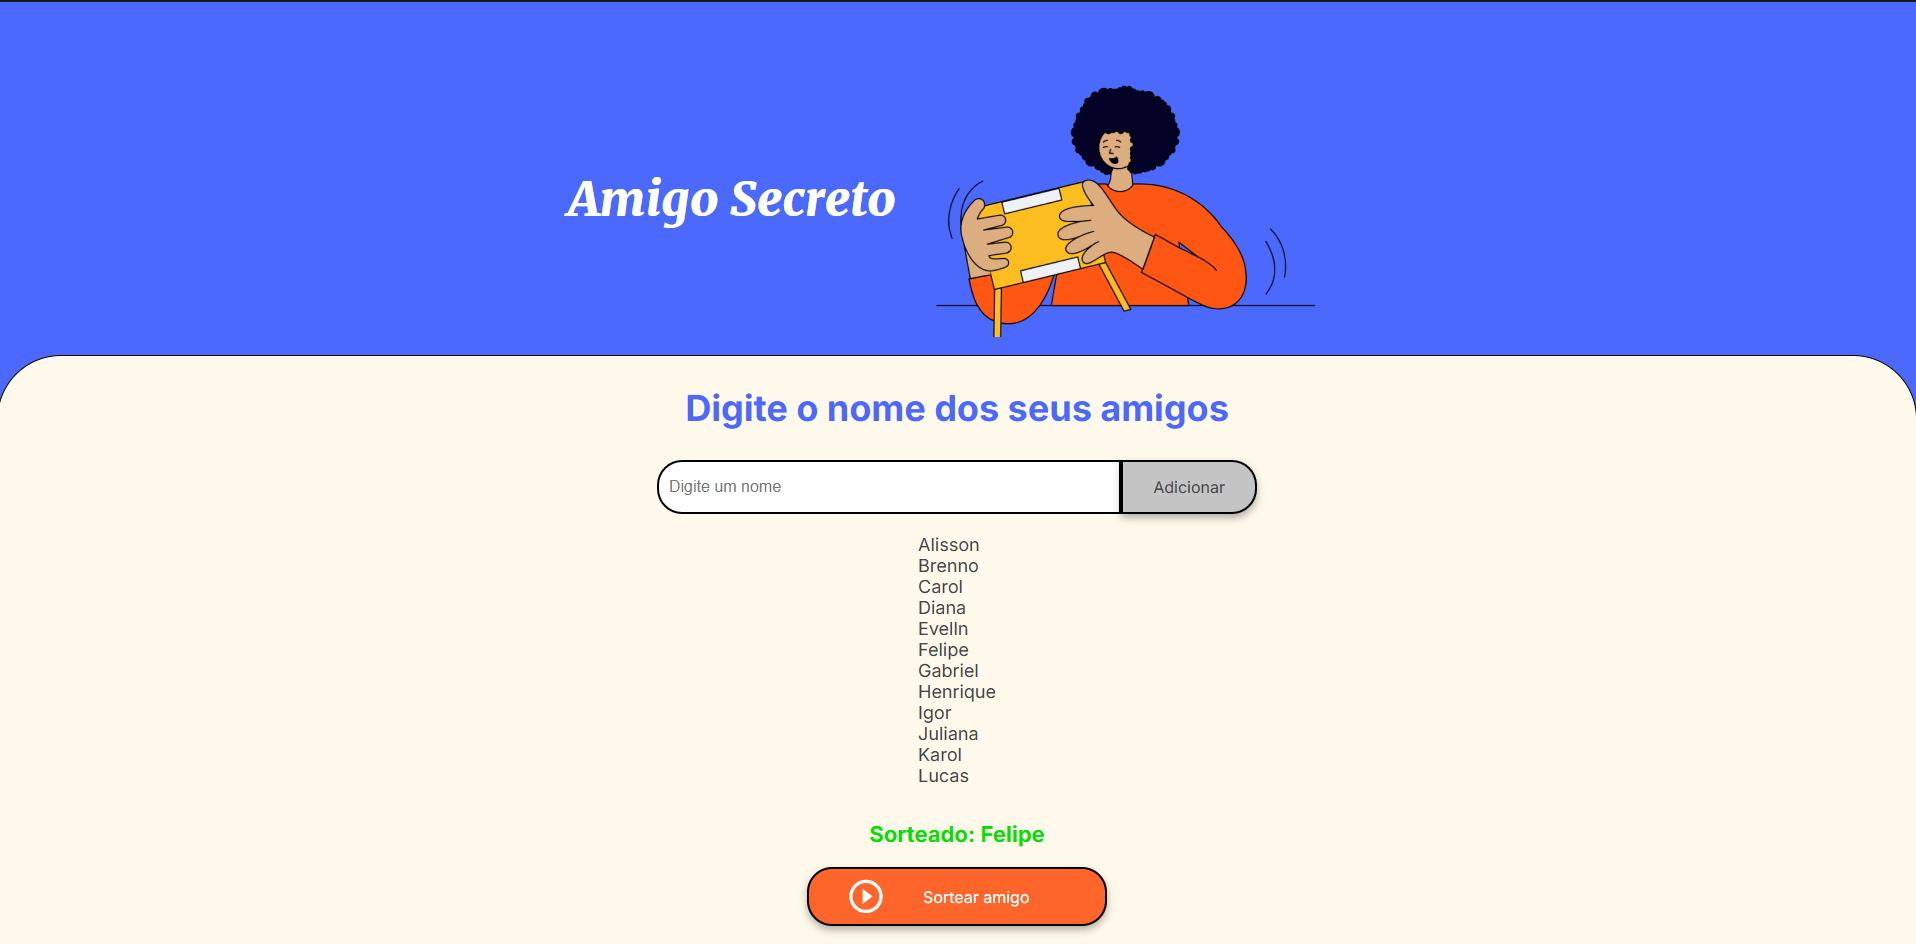 Amigo Secreto
Digite o nome dos seus amigos
Digite um nome
Adicionar
Alisson
Brenno
Carol
Diana
Evelln
Felipe
Gabriel
Henrique
Igor
Juliana
Karol
Lucas
Sorteado: Felipe
Sortear amigo